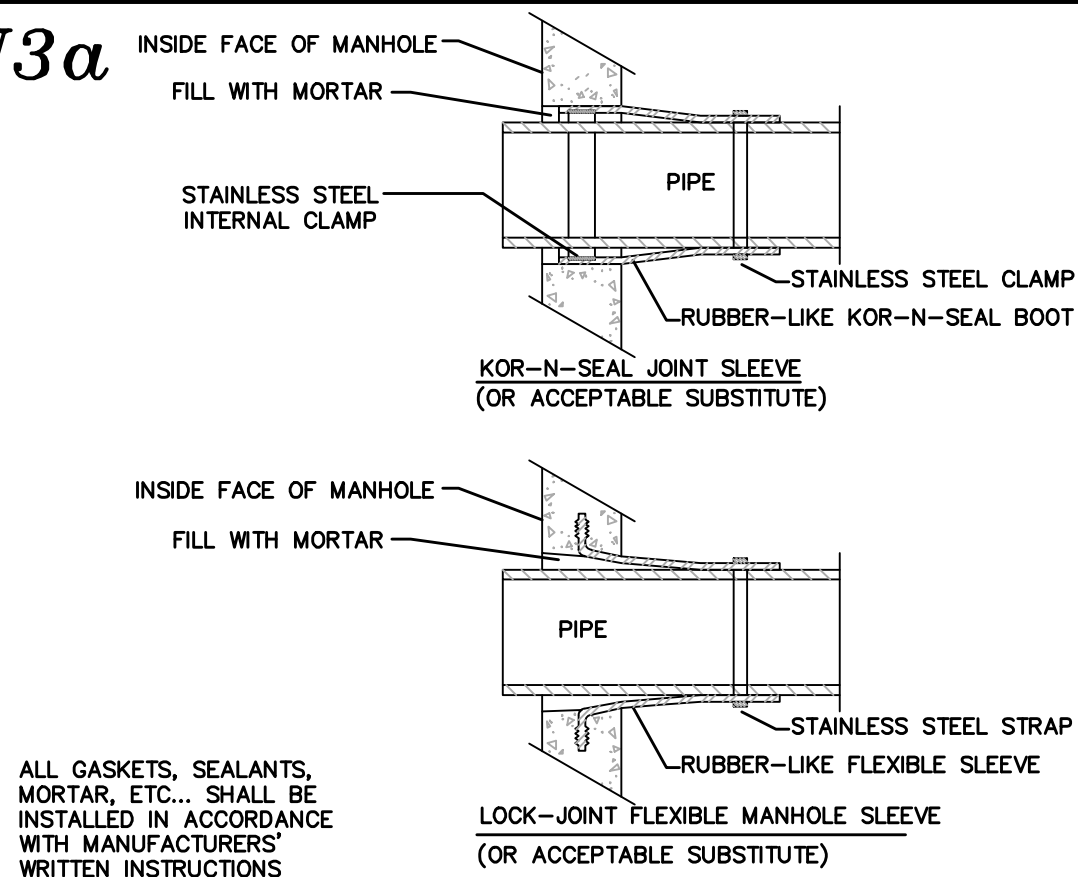 3a
INSIDE FACE OF MANHOLE
FILL WITH MORTAR
PIPE
STAINLESS STEEL
INTERNAL CLAMP
STAINLESS STEEL CLAMP
RUBBER-LIKE KOR-N-SEAL BOOT
KOR-N-SEAL JOINT SLEEVE
(OR ACCEPTABLE SUBSTITUTE)
INSIDE FACE OF MANHOLE
FILL WITH MORTAR
PIPE
STAINLESS STEEL STRAP
RUBBER-LIKE FLEXIBLE SLEEVE
LOCK-JOINT FLEXIBLE MANHOLE SLEEVE
(OR ACCEPTABLE SUBSTITUTE)
ALL GASKETS, SEALANTS,
MORTAR, ETC... SHALL BE
INSTALLED IN ACCORDANCE
WITH MANUFACTURERS'
WRITTEN INSTRUCTIONS